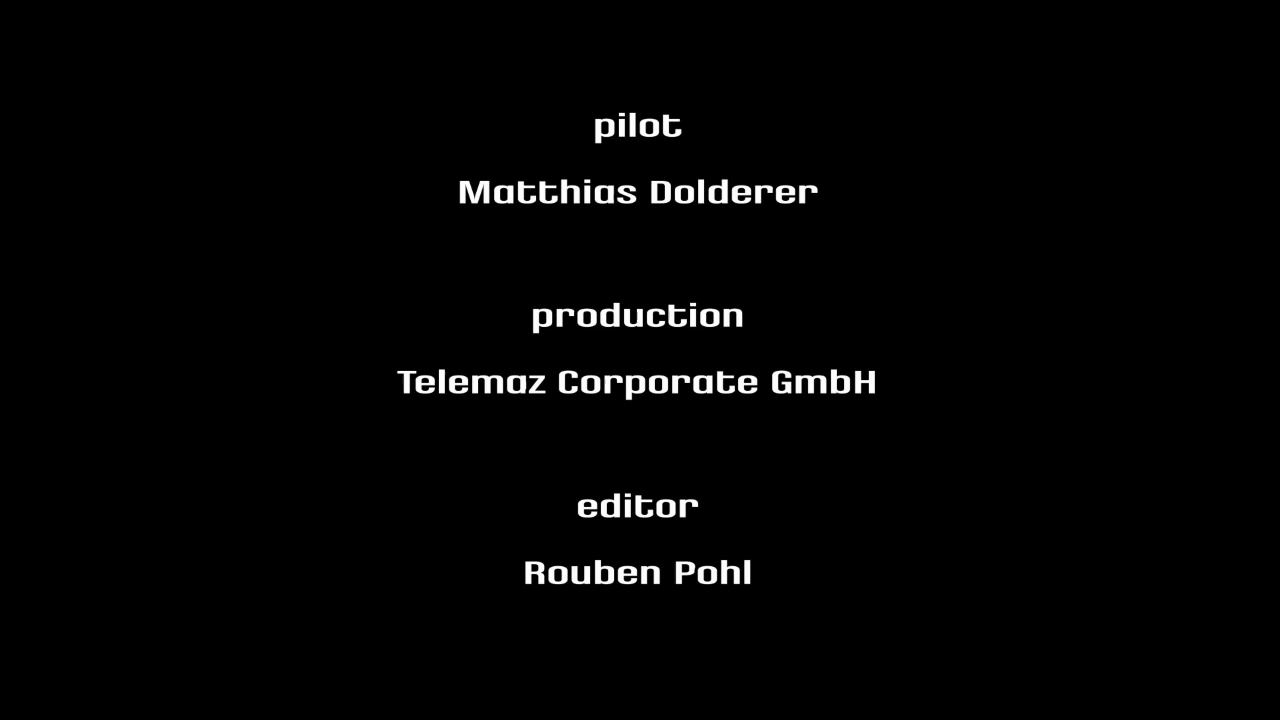 pilot
Matthias Dolderer
production
Telemaz Corporate GmbH
editor
Rouben Pohl